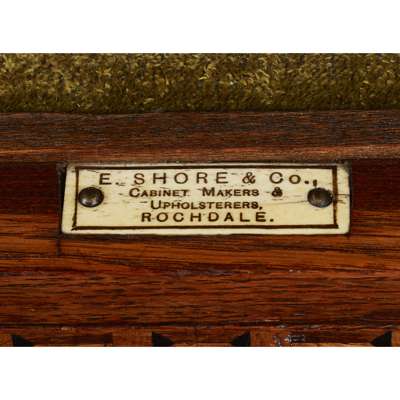 E. SHORE & Co.,
CABINET MAKERS &
UPHOLSTERERS,
ROCHDALE.